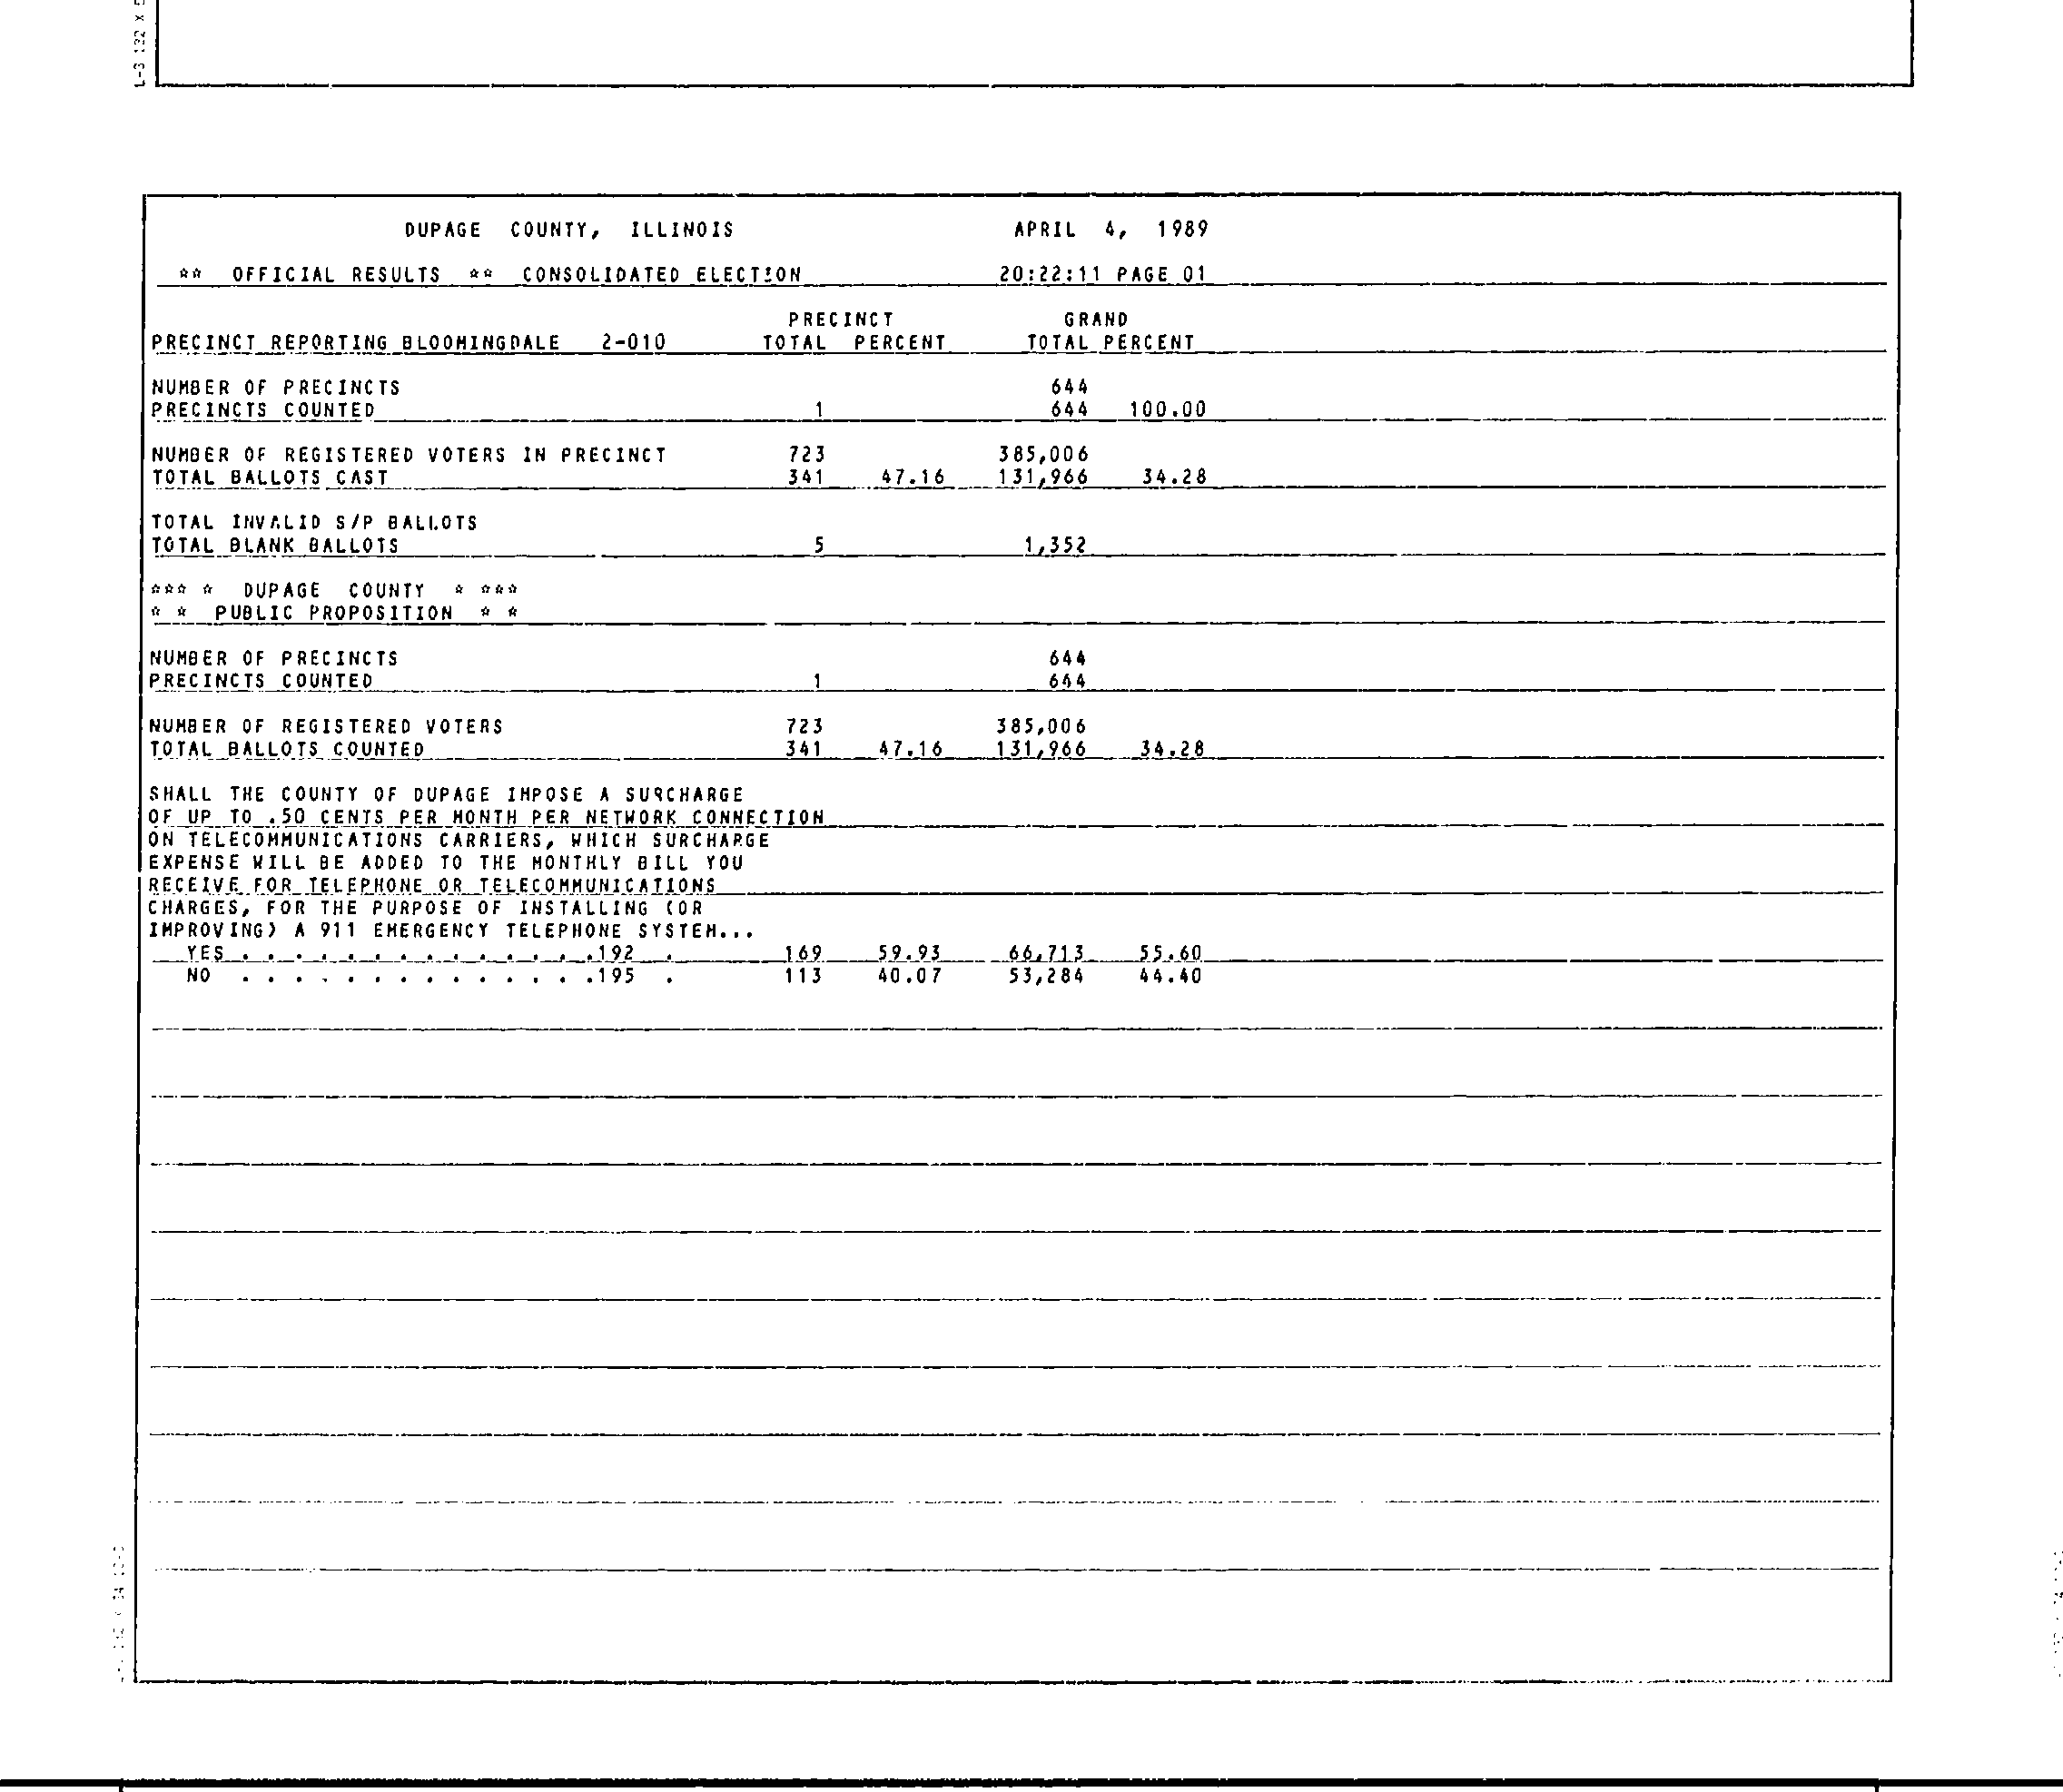 L-3 132 X
DUPAGE COUNTY, ILLINOIS APRIL 4, 1989
** OFFICIAL RESULTS ** CONSOLIDATED ELECTION 20:22:11 PAGE 01
PRECINCT GRAND
PRECINCT REPORTING BLOOMINGDALE 2-010 TOTAL PERCENT TOTAL PERCENT
NUMBER OF PRECINCTS 644
PRECINCTS COUNTED 1 644 100.00
NUMBER OF REGISTERED VOTERS IN PRECINCT 723 385,006
TOTAL BALLOTS CAST 341 47.16 131,966 34.28
TOTAL INVALID S/P BALLOTS
TOTAL BLANK BALLOTS 5 1,352
*** * DUPAGE COUNTY * ***
* * PUBLIC PROPOSITION * *
NUMBER OF PRECINCTS 644
PRECINCTS COUNTED 1 644
NUMBER OF REGISTERED VOTERS 723 385,006
TOTAL BALLOTS COUNTED 341 47.16 131,966 34.28
SHALL THE COUNTY OF DUPAGE IMPOSE A SURCHARGE
OF UP TO .50 CENTS PER MONTH PER NETWORK CONNECTION
ON TELECOMMUNICATIONS CARRIERS, WHICH SURCHARGE
EXPENSE WILL BE ADDED TO THE MONTHLY BILL YOU
RECEIVE FOR TELEPHONE OR TELECOMMUNICATIONS
CHARGES, FOR THE PURPOSE OF INSTALLING (OR
IMPROVING) A 911 EMERGENCY TELEPHONE SYSTEM...
YES . . . . . . . . . . . . . .192 . 169 59.93 66,713 55.60
NO . . . . . . . . . . . . . .195 . 113 40.07 53,284 44.40